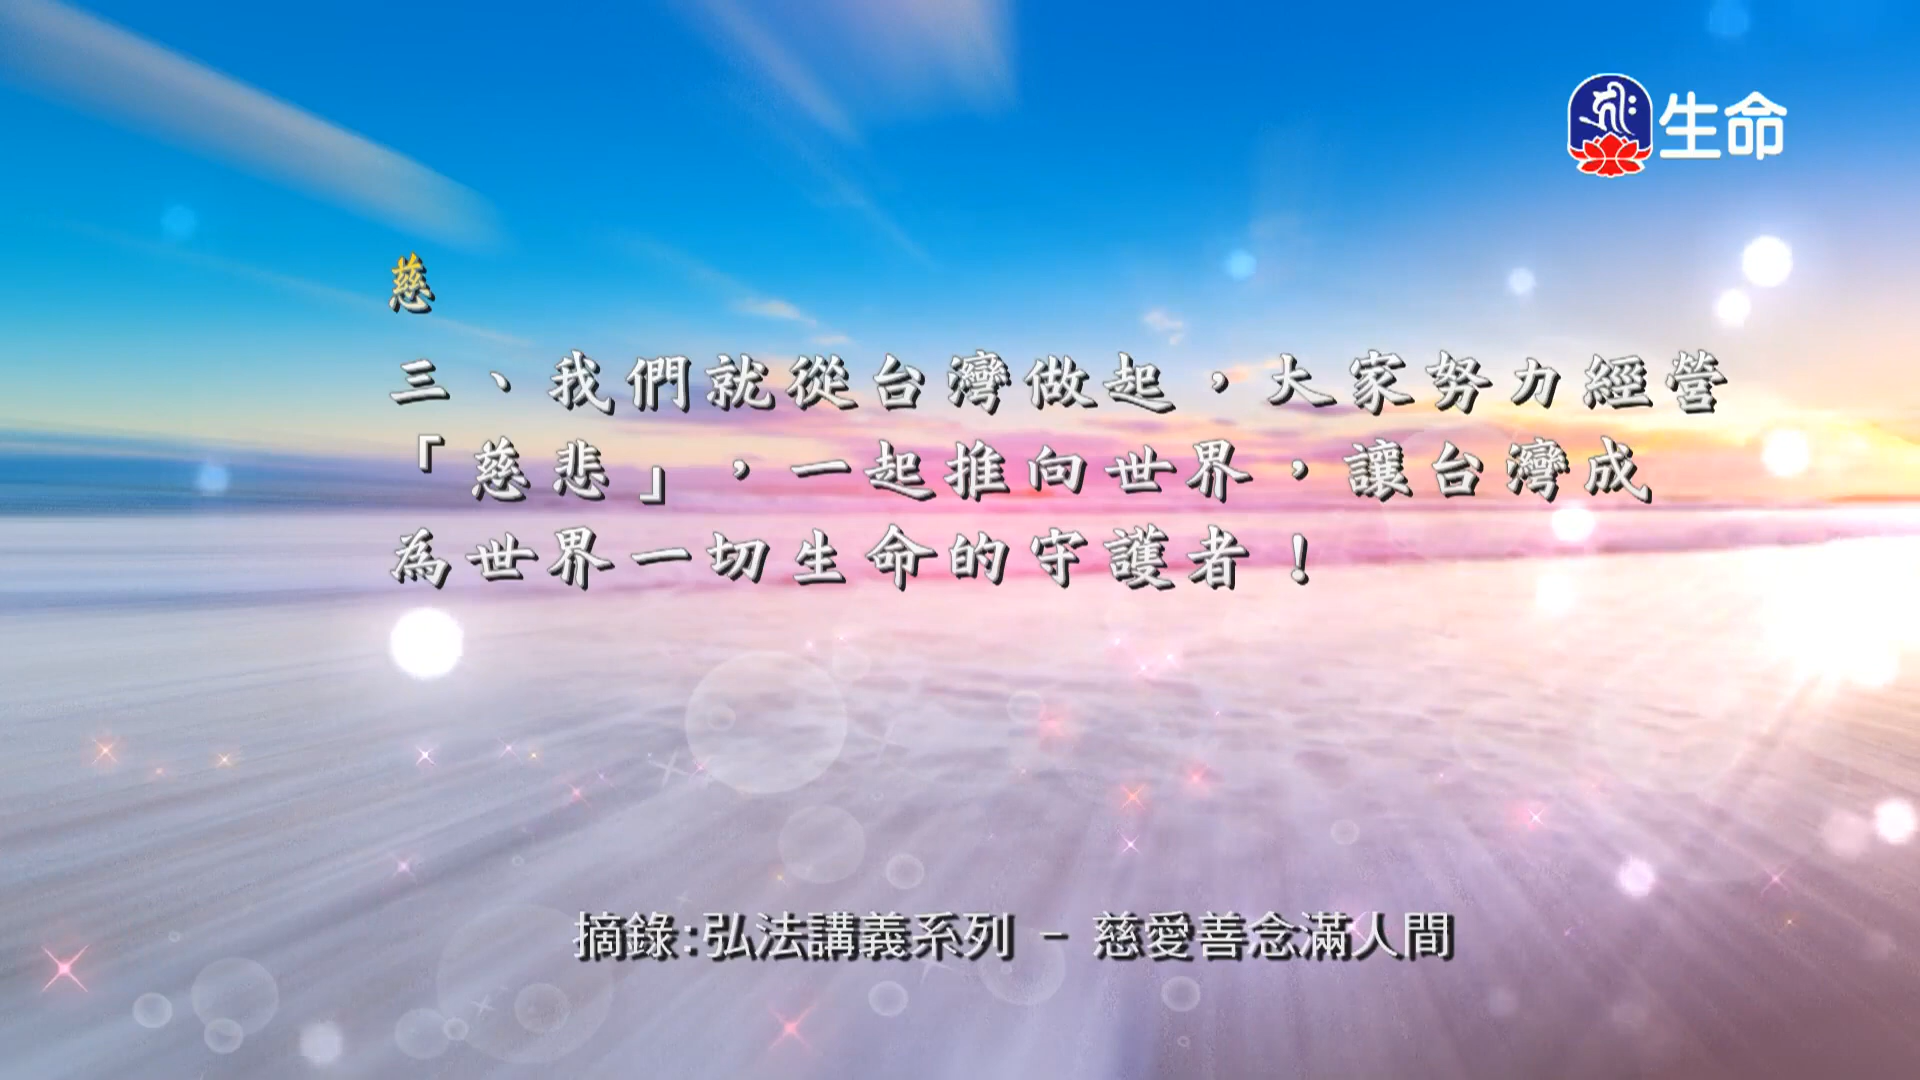 生命
慈
三、我們就從台灣做起，大家努力經營
「慈悲」，一起推向世界，讓台灣成
為世界一切生命的守護者！
摘錄:弘法講義系列 - 慈愛善念滿人間